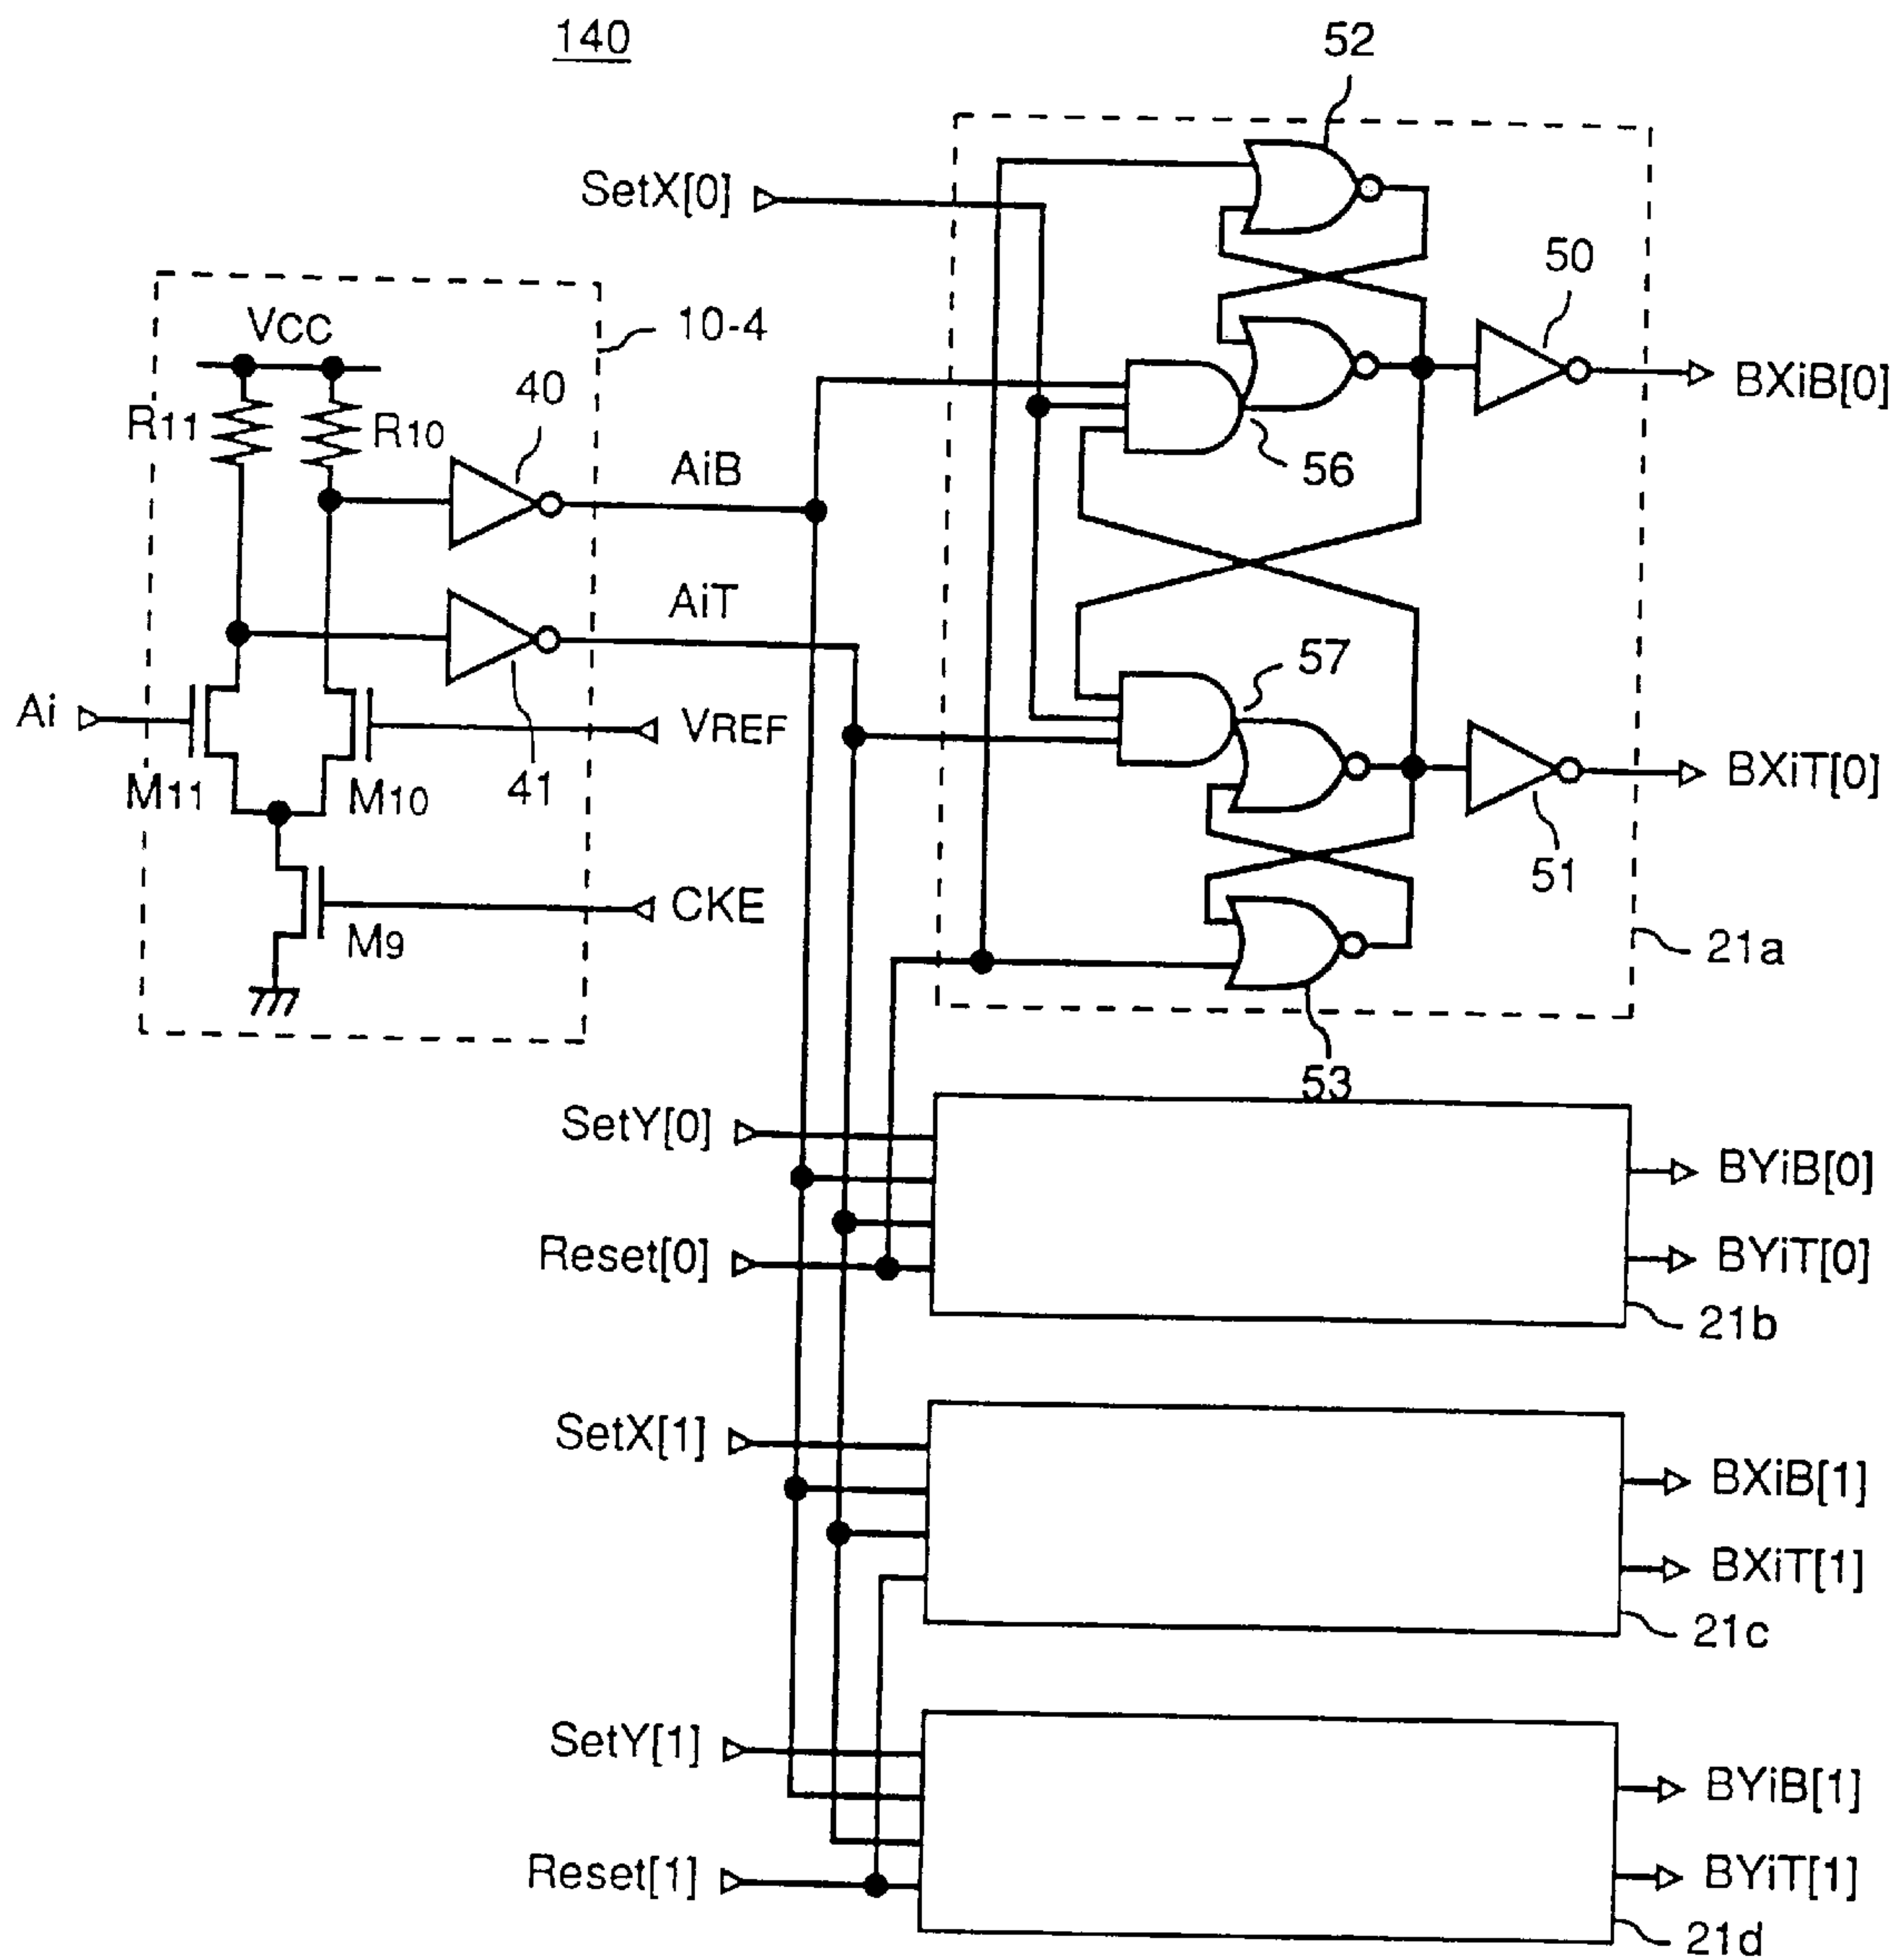 140
52
SetX[0]
50
VCC
10-4
40
R11
R10
BXiB[0]
AiB
56
AiT
57
Ai
VREF
M11
M10
41
BXiT[0]
51
CKE
M9
21a
53
SetY[0]
BYiB[0]
Reset[0]
BYiT[0]
21b
SetX[1]
BXiB[1]
BXiT[1]
21c
SetY[1]
BYiB[1]
Reset[1]
BYiT[1]
21d